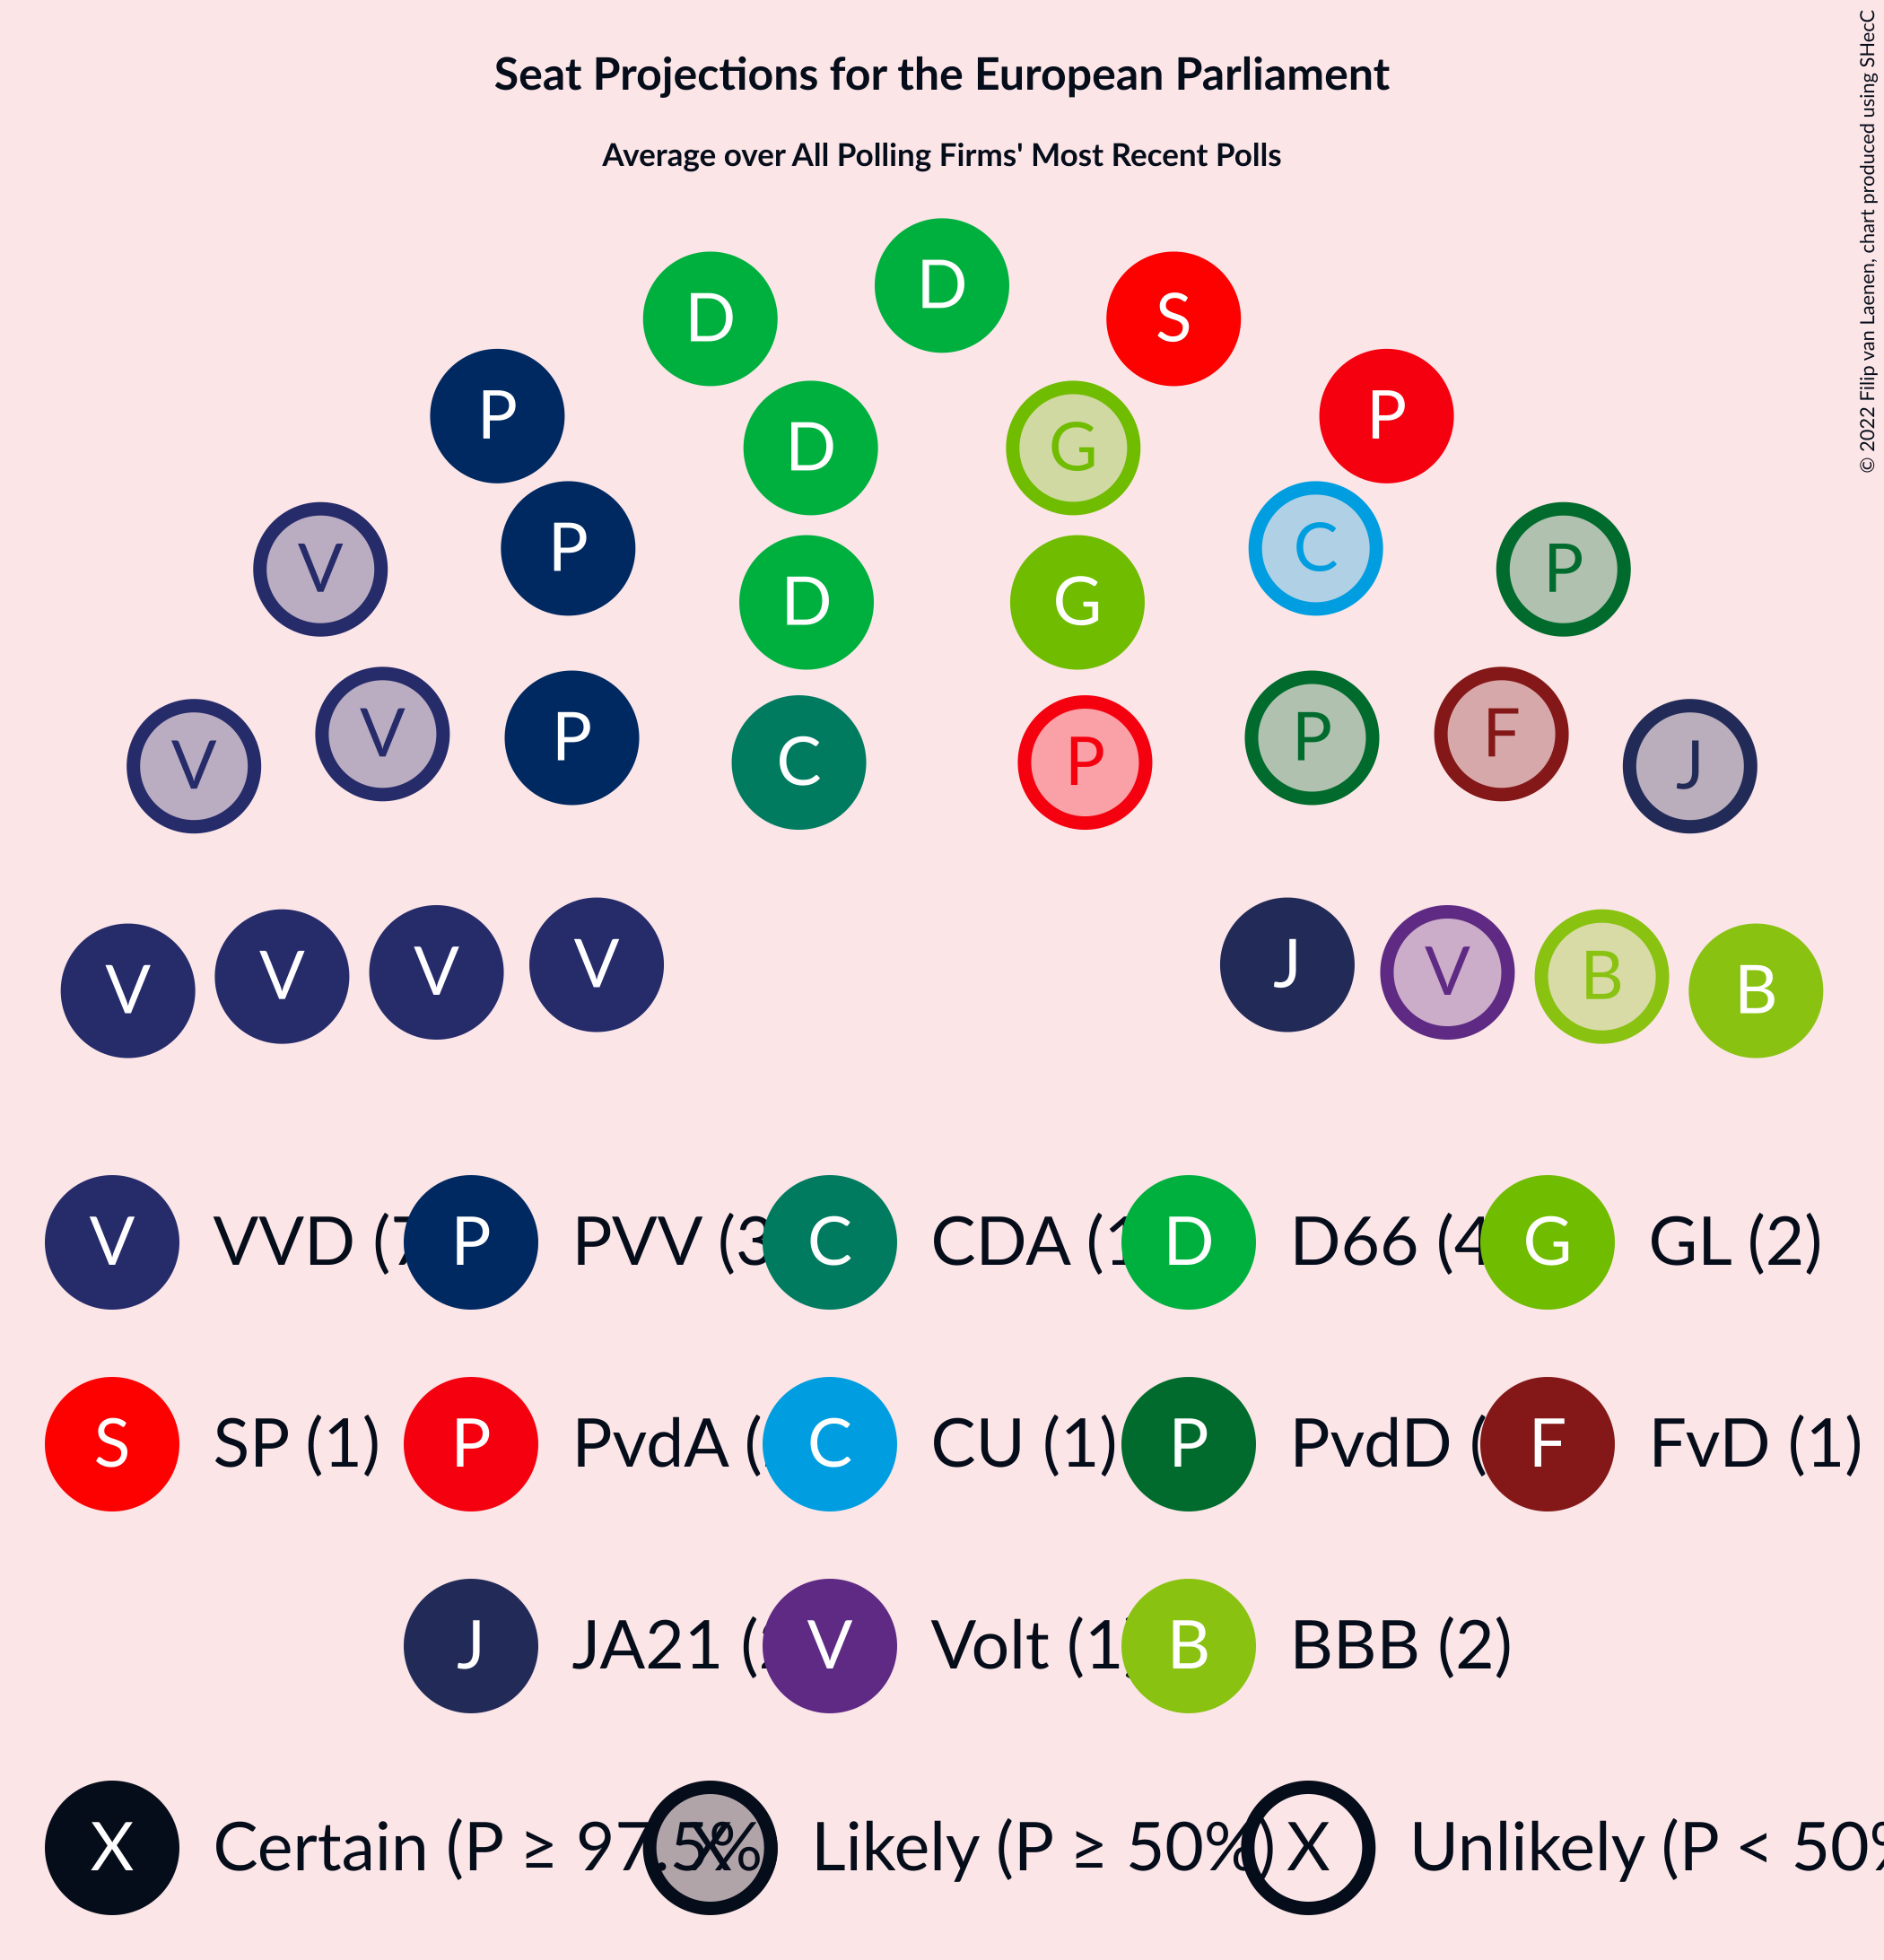 Seat Projections for the European Parliament
Average over All Polling Firms' Most Recent Polls
© 2022 Filip van Laenen, chart produced using SHecC
D
D S
P P
D G
V P C P
D G
V V P C P P F J
V V V V J V B B
V VVD (7 P PVV (3 C CDA (1 D D66 (4 G GL (2)
S SP (1) P PvdA ( C CU (1) P PvdD ( F FvD (1)
J JA21 ( V Volt (1) B BBB (2)
X Certain (P ≥ 97.5% X Likely (P ≥ 50%) X Unlikely (P < 50%